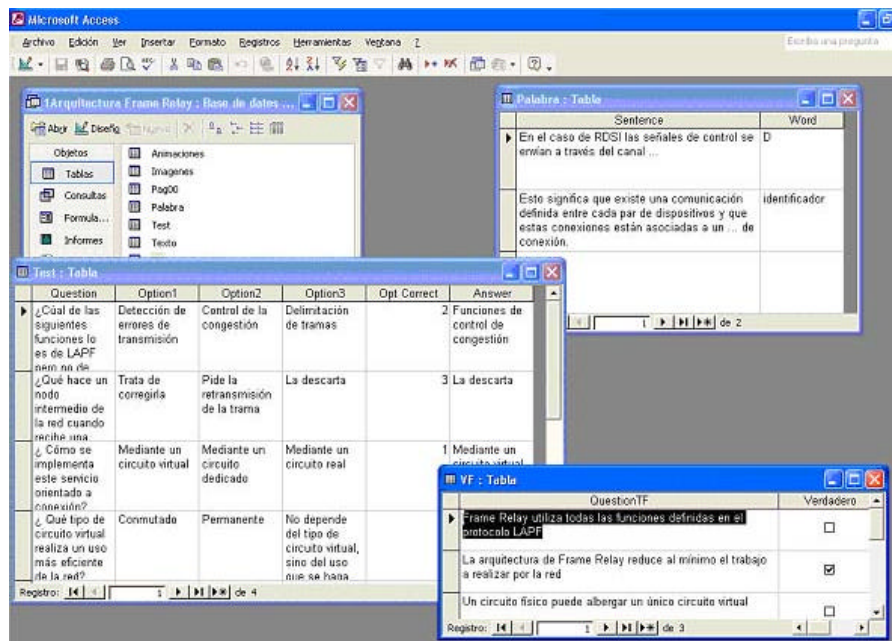 Microsoft Access
Archivo Edición Ver Insertar Formato Registros Herramientas Ventana ?
Escriba una pregunta
1Arquitectura Frame Relay : Base de datos ...
Abrir Diseño Nuevo
Objetos
Tablas
Consultas
Formula...
Informes
Animaciones
Imagenes
Pag00
Palabra
Test
Texto
Palabra : Tabla
Sentence Word
En el caso de RDSI las señales de control se D
envían a través del canal ...
Esto significa que existe una comunicación identificador
definida entre cada par de dispositivos y que
estas conexiones están asociadas a un ... de
conexión.
1 de 2
Test : Tabla
Question Option1 Option2 Option3 Opt Correct Answer
¿Cúal de las Detección de Control de la Delimitación 2 Funciones de
siguientes errores de congestión de tramas control de
funciones lo transmisión congestión
es de LAPF
pero no de
¿Qué hace un Trata de Pide la La descarta 3 La descarta
nodo corregirla retransmisión
intermedio de de la trama
la red cuando
recibe una
¿ Cómo se Mediante un Mediante un Mediante un 1 Mediante un
implementa circuito virtual circuito circuito real circuito virtual
este servicio dedicado
orientado a
conexión?
¿ Qué tipo de Conmutado Permanente No depende
circuito virtual del tipo de
realiza un uso circuito virtual,
más eficiente sino del uso
de la red? que se haga
Registro: 1 de 4
VF : Tabla
QuestionTF Verdadero
Frame Relay utiliza todas las funciones definidas en el
protocolo LAPF
La arquitectura de Frame Relay reduce al mínimo el trabajo
a realizar por la red
Un circuito físico puede albergar un único circuito virtual
Registro: 1 de 3